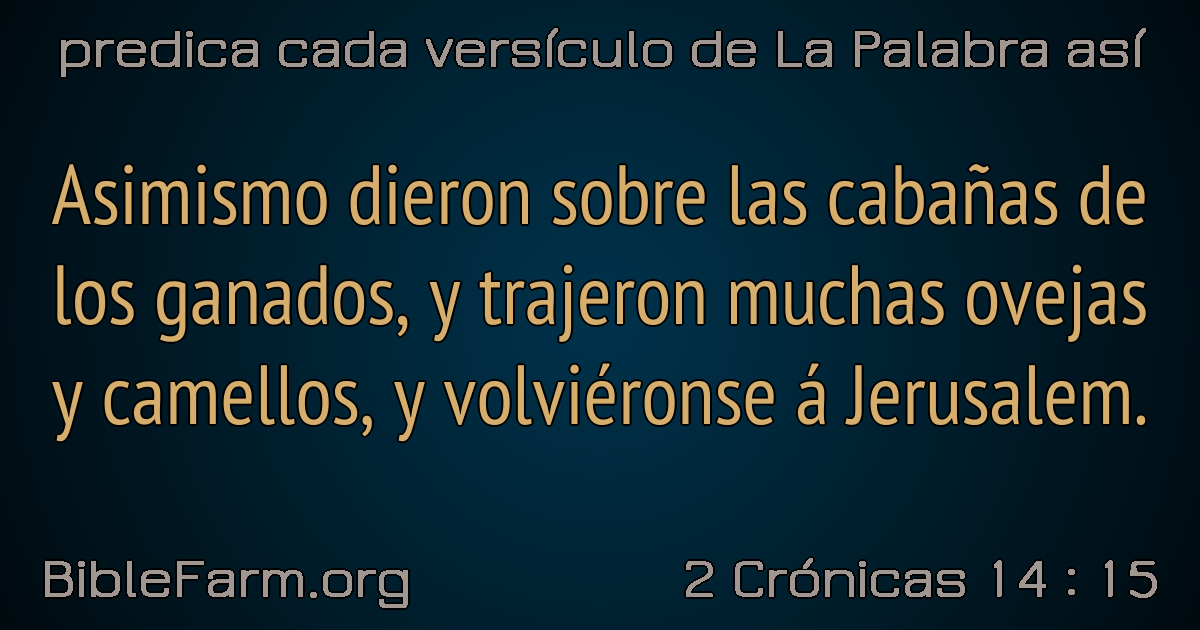 predica cada versículo de La Palabra así
Asimismo dieron sobre las cabañas de
los ganados, y trajeron muchas ovejas
y camellos, y volviéronse á Jerusalem.
BibleFarm.org
2 Crónicas 14 : 15